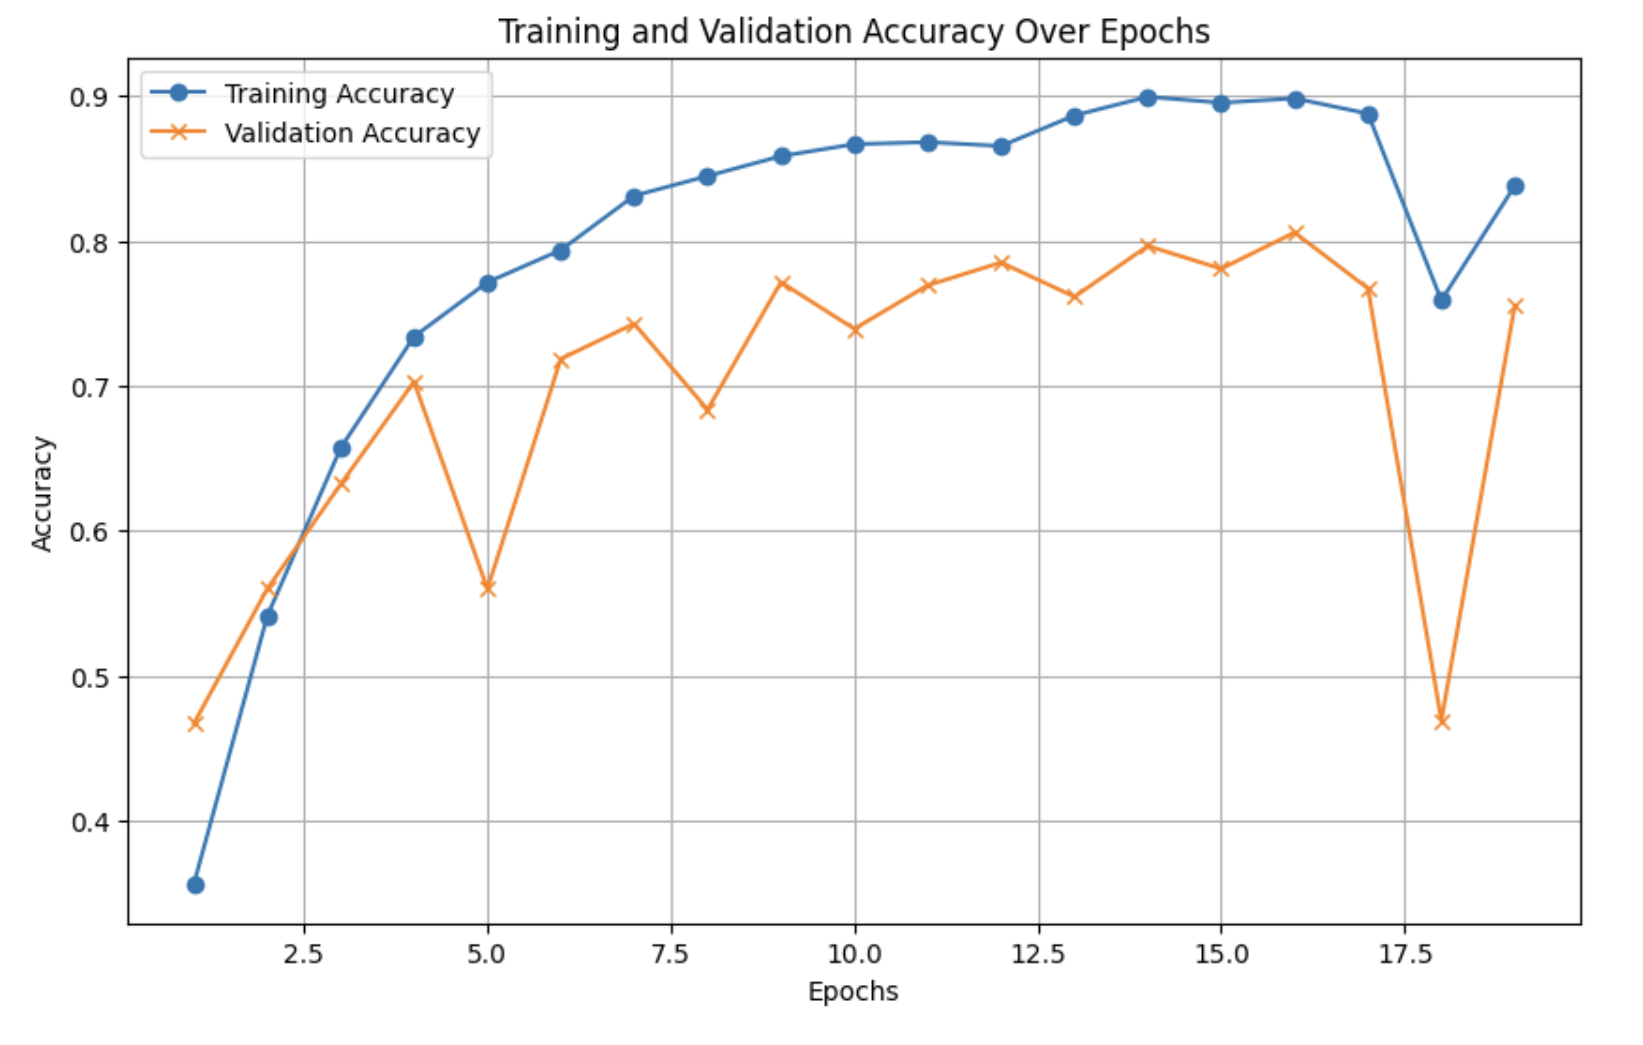 Training and Validation Accuracy Over Epochs
Training Accuracy
Validation Accuracy
0.9
0.8
0.7
0.6
0.5
0.4
Accuracy
2.5 5.0 7.5 10.0 12.5 15.0 17.5
Epochs